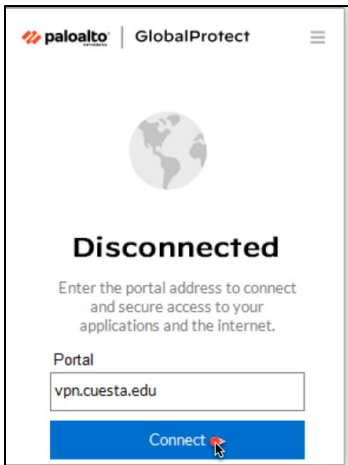 paloalto GlobalProtect
NETWORKS
Disconnected
Enter the portal address to connect
and secure access to your
applications and the internet.
Portal
vpn.cuesta.edu
Connect